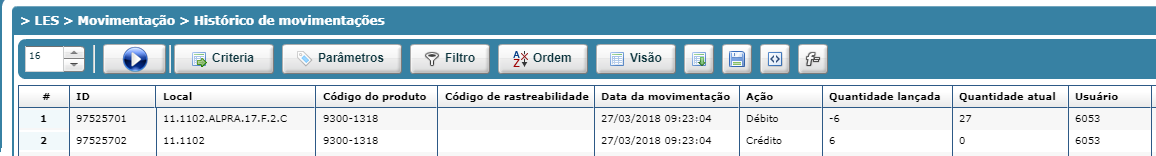 > LES > Movimentação > Histórico de movimentações
16 Criteria Parâmetros Filtro AZ Ordem Visão
# ID Local Código do produto Código de rastreabilidade Data da movimentação Ação Quantidade lançada Quantidade atual Usuário
1 97525701 11.1102.ALPRA.17.F.2.C 9300-1318 27/03/2018 09:23:04 Débito -6 27 6053
2 97525702 11.1102 9300-1318 27/03/2018 09:23:04 Crédito 6 0 6053